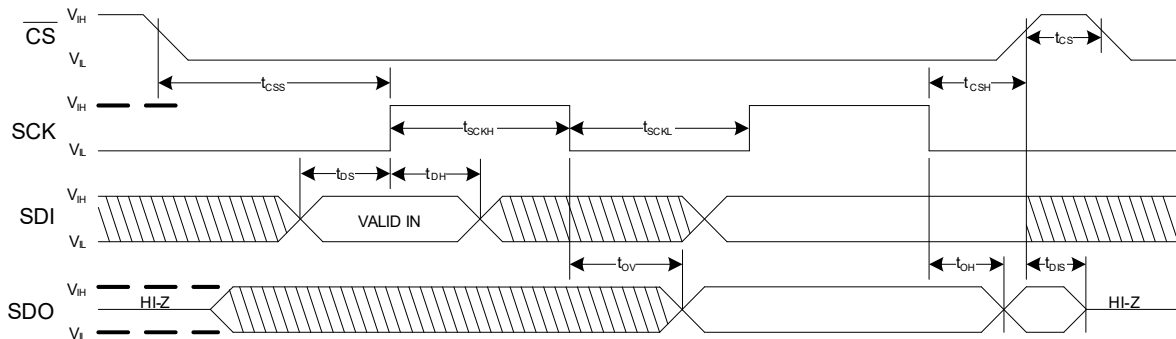 CS
VIH
VIL
tCS
tCSS
tCSH
SCK
VIH
VIL
tSCKH
tSCKL
tDS
tDH
SDI
VIH
VIL
VALID IN
tOV
tOH
tDIS
SDO
VIH
HI-Z
HI-Z
VIL